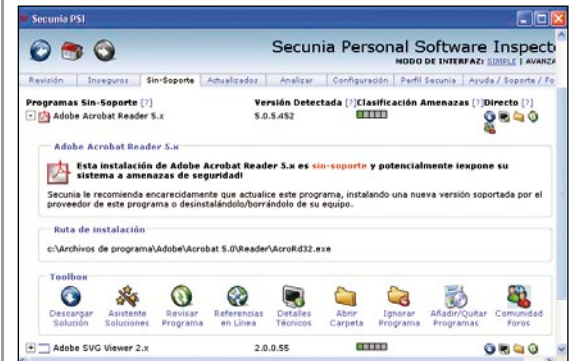 Secunia PSI
Secunia Personal Software Inspect
MODO DE INTERFAZ: SIMPLE | AVANZA
Revisión Inseguros Sin-Soporte Actualizados Analizar Configuración Perfil Secunia Ayuda / Soporte / Fo
Programas Sin-Soporte [?] Versión Detectada [?] Clasificación Amenazas [?] Directo [?]
Adobe Acrobat Reader 5.x 5.0.5.452
Adobe Acrobat Reader 5.x
Esta instalación de Adobe Acrobat Reader 5.x es sin-soporte y potencialmente iexpone su
sistema a amenazas de seguridad!
Secunia le recomienda encarecidamente que actualice este programa, instalando una nueva versión soportada por el
proveedor de este programa o desinstalándolo/borrándolo de su equipo.
Ruta de instalación
c:\Archivos de programa\Adobe\Acrobat 5.0\Reader\AcroRd32.exe
Toolbox
Descargar Solución
Asistente Soluciones
Revisar Programa
Referencias en Línea
Detalles Técnicos
Abrir Carpeta
Ignorar Programa
Añadir/Quitar Programas
Comunidad Foros
Adobe SVG Viewer 2.x 2.0.0.55